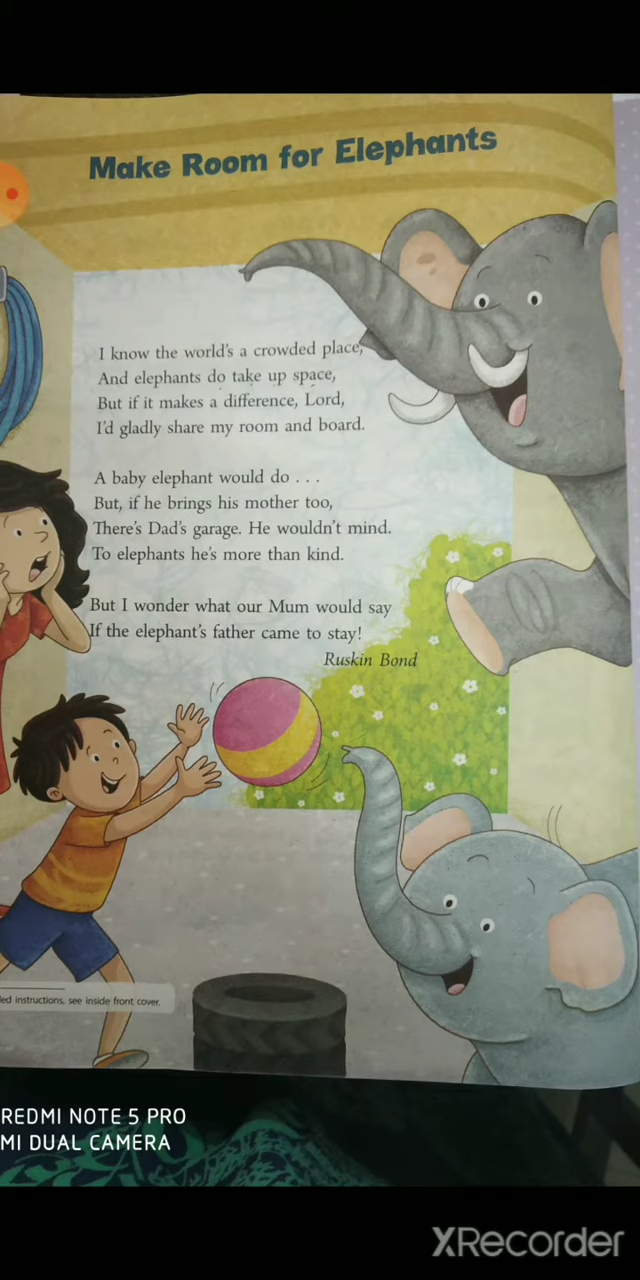 Make Room for Elephants
I know the world's a crowded place,
And elephants do take up space,
But if it makes a difference, Lord,
I'd gladly share my room and board.
A baby elephant would do . . .
But, if he brings his mother too,
There's Dad's garage. He wouldn't mind.
To elephants he's more than kind.
But I wonder what our Mum would say
If the elephant's father came to stay!
Ruskin Bond
instructions, see inside front cover.
REDMI NOTE 5 PRO
MI DUAL CAMERA
XRecorder